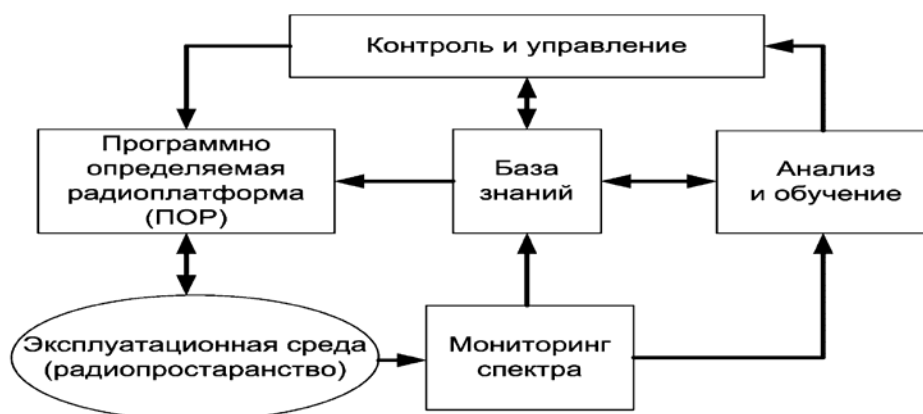 Контроль и управление
Программно
определяемая
радиоплатформа
(ПОР)
База
знаний
Анализ
и обучение
Эксплуатационная среда
(радиопростаранство)
Мониторинг
спектра